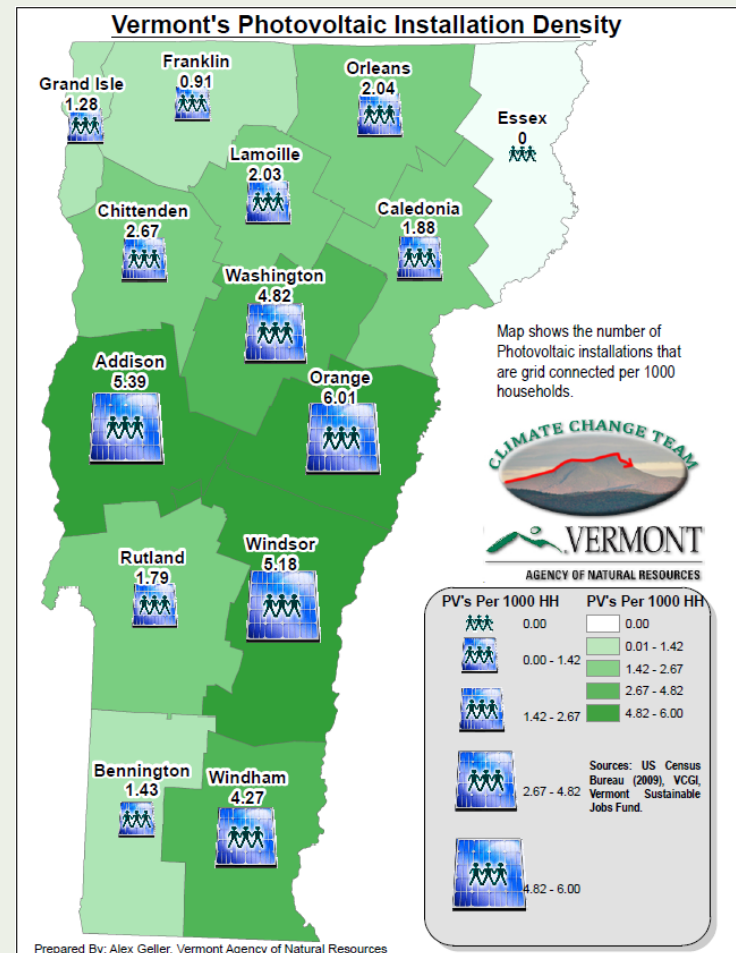 Vermont's Photovoltaic Installation Density
Grand Isle
1.28
Franklin
0.91
Orleans
2.04
Essex
0
Lamoille
2.03
Chittenden
2.67
Caledonia
1.88
Washington
4.82
Map shows the number of
Photovoltaic installations that
are grid connected per 1000
households.
Addison
5.39
Orange
6.01
CLIMATE CHANGE TEAM
VERMONT
AGENCY OF NATURAL RESOURCES
Rutland
1.79
Windsor
5.18
Bennington
1.43
Windham
4.27
PV's Per 1000 HH
0.00
0.00 - 1.42
1.42 - 2.67
2.67 - 4.82
4.82 - 6.00
PV's Per 1000 HH
0.00
0.01 - 1.42
1.42 - 2.67
2.67 - 4.82
4.82 - 6.00
Sources: US Census
Bureau (2009), VCGI,
Vermont Sustainable
Jobs Fund.
Prepared By: Alex Geller, Vermont Agency of Natural Resources